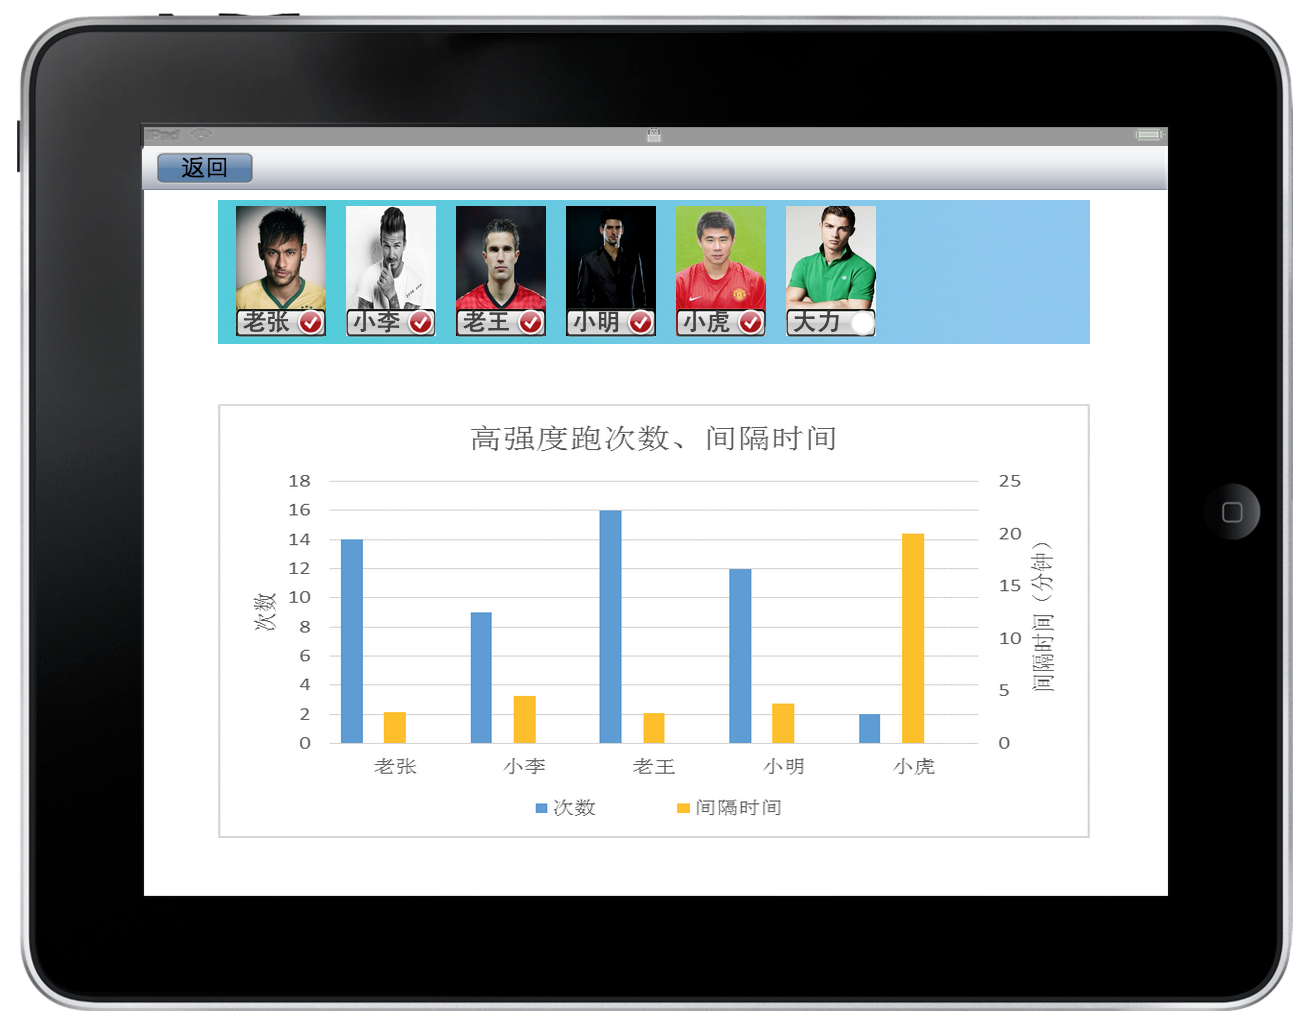 iPad
返回
老张 小李 老王 小明 小虎 大力
高强度跑次数、间隔时间
18 25
16
14 20
12 15
10
8 10
6
4 5
2
0 0
次数
间隔时间（分钟）
老张 小李 老王 小明 小虎
次数 间隔时间